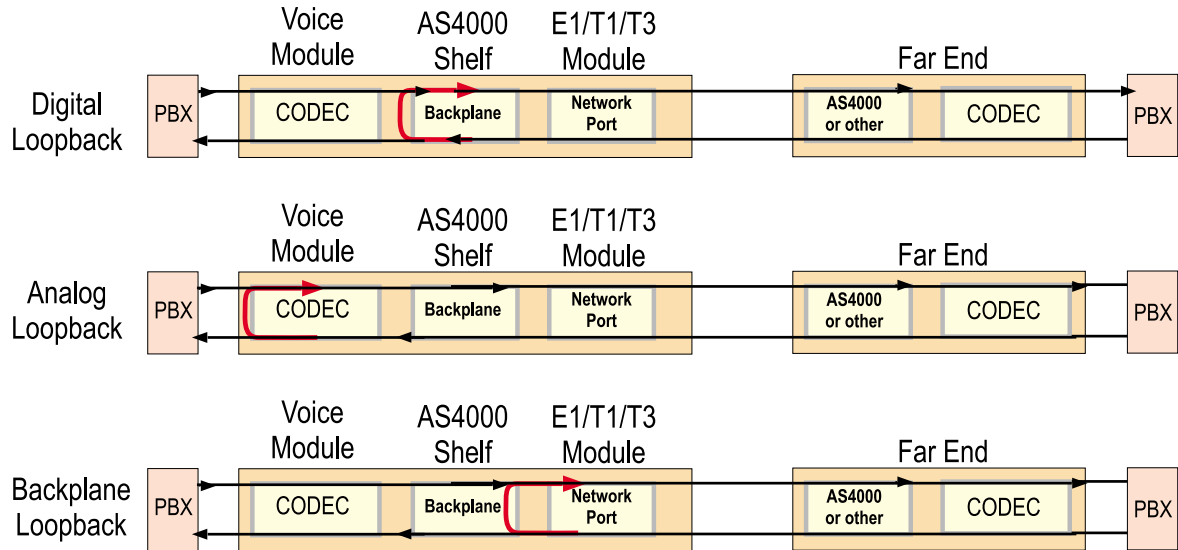 Voice
Module
AS4000
Shelf
E1/T1/T3
Module
Far End
Digital
Loopback
PBX
CODEC
Backplane
Network
Port
AS4000
or other
CODEC
PBX
Voice
Module
AS4000
Shelf
E1/T1/T3
Module
Far End
Analog
Loopback
PBX
CODEC
Backplane
Network
Port
AS4000
or other
CODEC
PBX
Voice
Module
AS4000
Shelf
E1/T1/T3
Module
Far End
Backplane
Loopback
PBX
CODEC
Backplane
Network
Port
AS4000
or other
CODEC
PBX